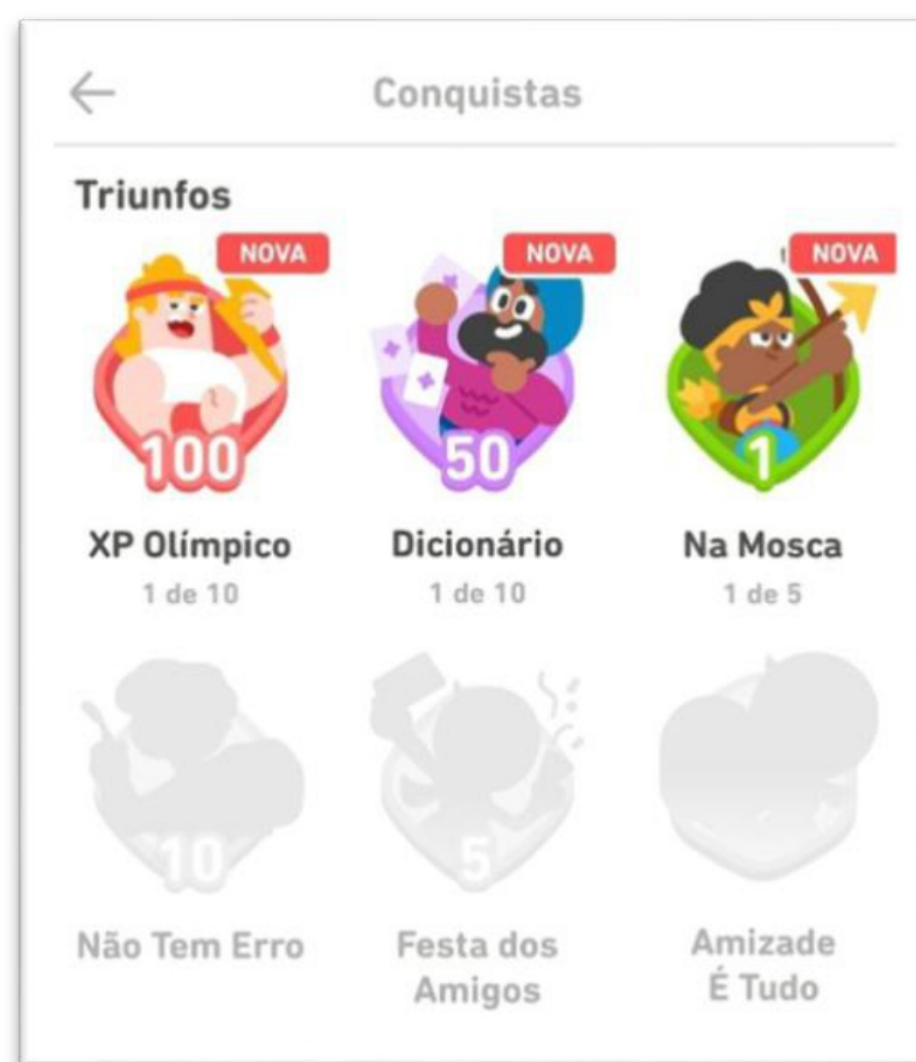 Conquistas
Triunfos
NOVA
NOVA
NOVA
100
50
1
XP Olímpico
Dicionário
Na Mosca
1 de 10
1 de 10
1 de 5
10
5
Não Tem Erro
Festa dos
Amigos
Amizade
É Tudo